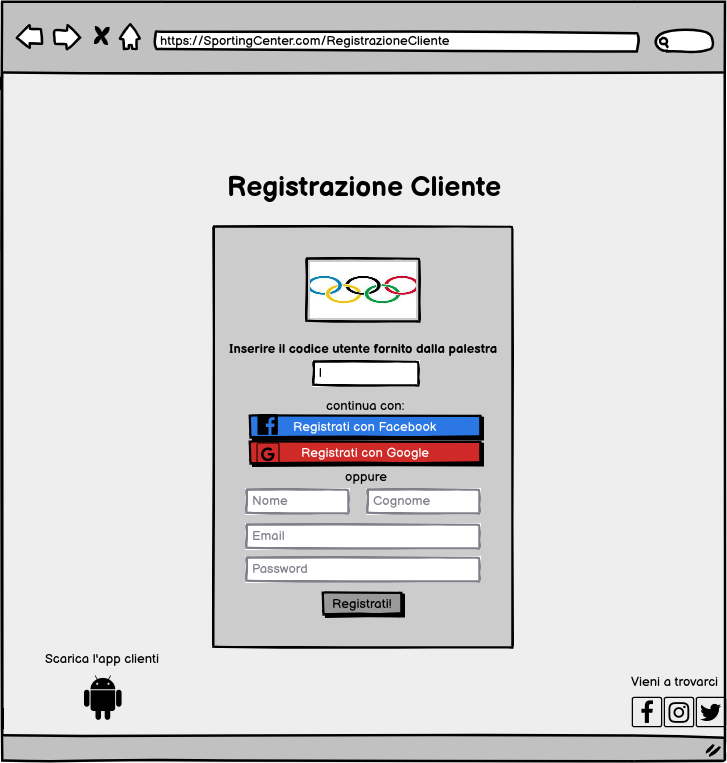 https://SportingCenter.com/RegistrazioneCliente
Registrazione Cliente
Inserire il codice utente fornito dalla palestra
continua con:
Registrati con Facebook
G Registrati con Google
oppure
Nome Cognome
Email
Password
Registrati!
Scarica l'app clienti
Vieni a trovarci